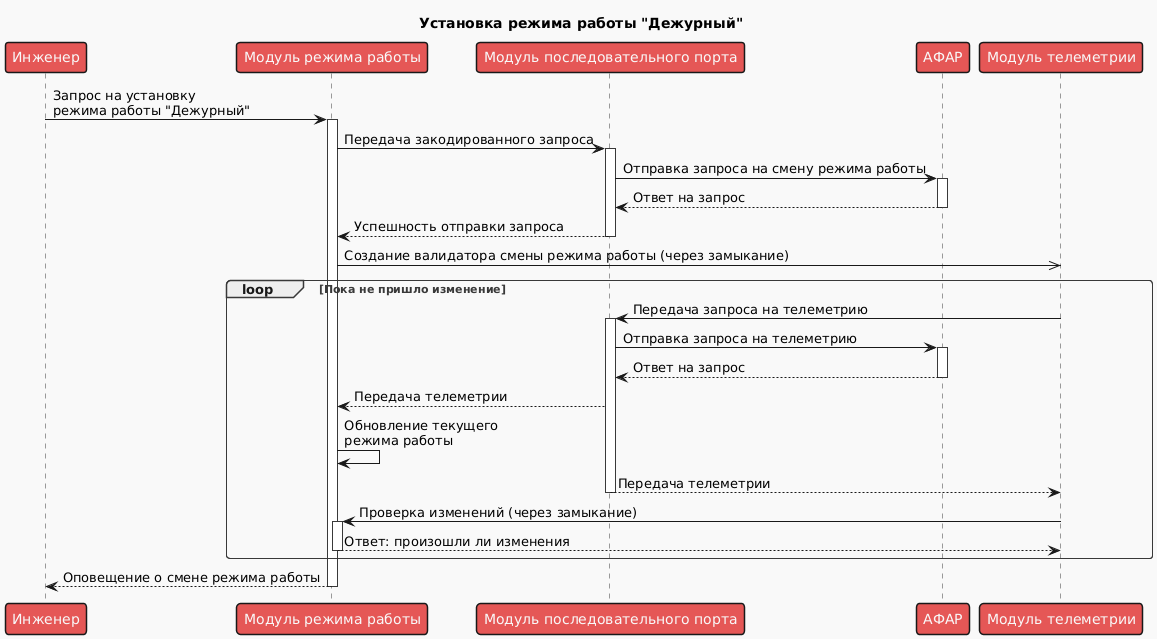 Установка режима работы "Дежурный"
Инженер
Модуль режима работы
Модуль последовательного порта
АФАР
Модуль телеметрии
Запрос на установку
режима работы "Дежурный"
Передача закодированного запроса
Отправка запроса на смену режима работы
Ответ на запрос
Успешность отправки запроса
Создание валидатора смены режима работы (через замыкание)
loop
[Пока не пришло изменение]
Передача запроса на телеметрию
Отправка запроса на телеметрию
Ответ на запрос
Передача телеметрии
Обновление текущего
режима работы
Передача телеметрии
Проверка изменений (через замыкание)
Ответ: произошли ли изменения
Оповещение о смене режима работы
Инженер
Модуль режима работы
Модуль последовательного порта
АФАР
Модуль телеметрии